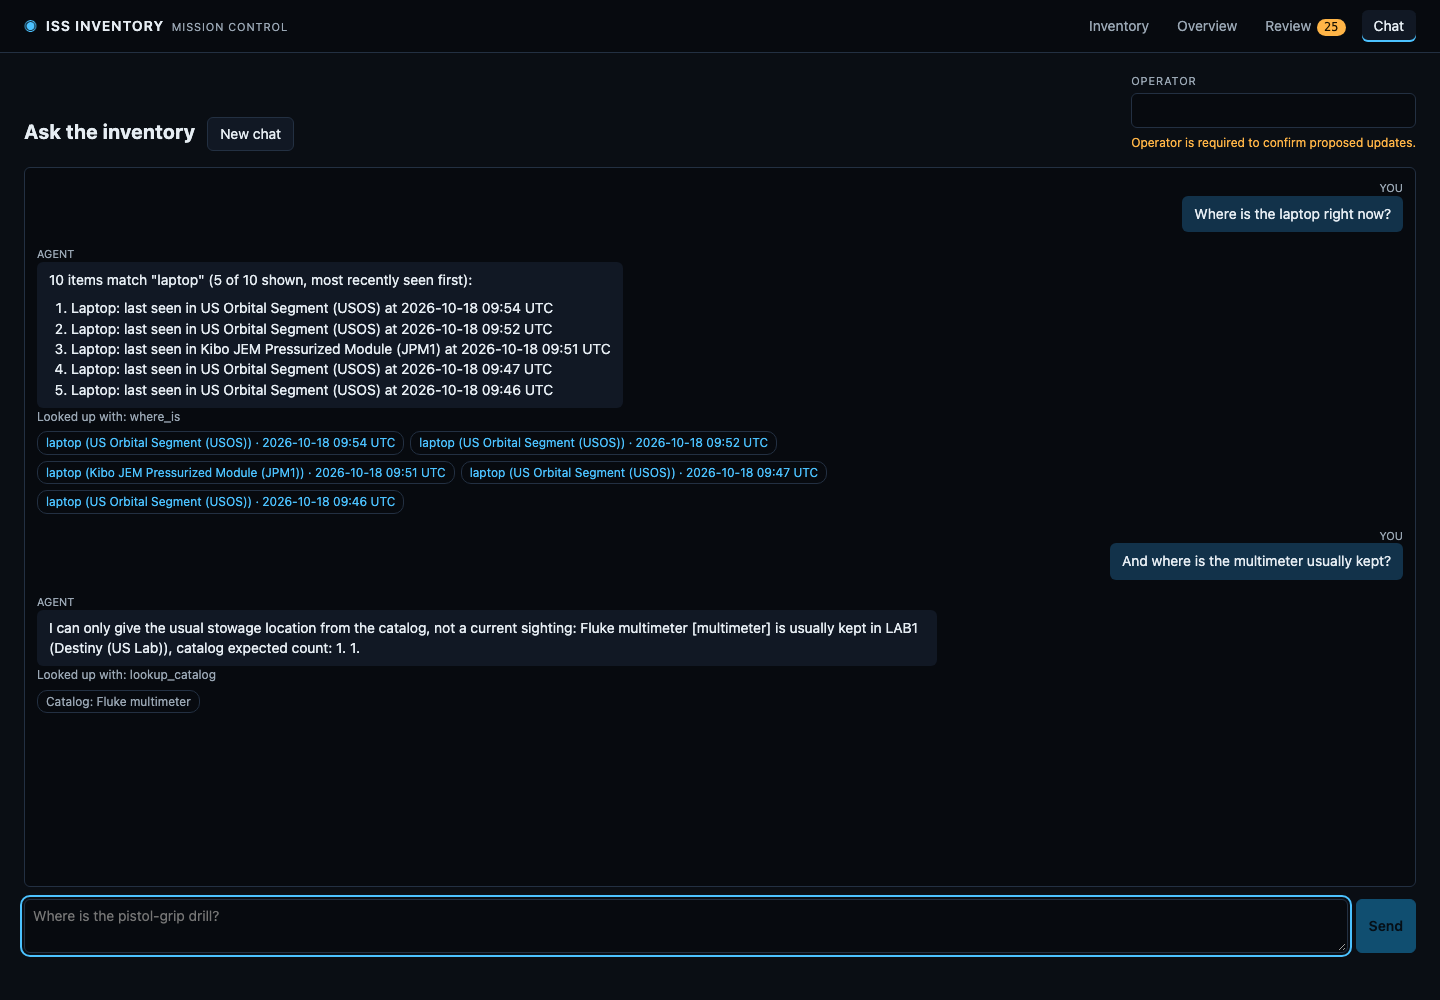 ISS INVENTORY MISSION CONTROL
Inventory Overview Review 25 Chat
OPERATOR
Ask the inventory New chat
Operator is required to confirm proposed updates.
YOU
Where is the laptop right now?
AGENT
10 items match "laptop" (5 of 10 shown, most recently seen first):
1. Laptop: last seen in US Orbital Segment (USOS) at 2026-10-18 09:54 UTC
2. Laptop: last seen in US Orbital Segment (USOS) at 2026-10-18 09:52 UTC
3. Laptop: last seen in Kibo JEM Pressurized Module (JPM1) at 2026-10-18 09:51 UTC
4. Laptop: last seen in US Orbital Segment (USOS) at 2026-10-18 09:47 UTC
5. Laptop: last seen in US Orbital Segment (USOS) at 2026-10-18 09:46 UTC
Looked up with: where_is
laptop (US Orbital Segment (USOS)) · 2026-10-18 09:54 UTC laptop (US Orbital Segment (USOS)) · 2026-10-18 09:52 UTC
laptop (Kibo JEM Pressurized Module (JPM1)) · 2026-10-18 09:51 UTC laptop (US Orbital Segment (USOS)) · 2026-10-18 09:47 UTC
laptop (US Orbital Segment (USOS)) · 2026-10-18 09:46 UTC
YOU
And where is the multimeter usually kept?
AGENT
I can only give the usual stowage location from the catalog, not a current sighting: Fluke multimeter [multimeter] is usually kept in LAB1
(Destiny (US Lab)), catalog expected count: 1. 1.
Looked up with: lookup_catalog
Catalog: Fluke multimeter
Where is the pistol-grip drill?
Send